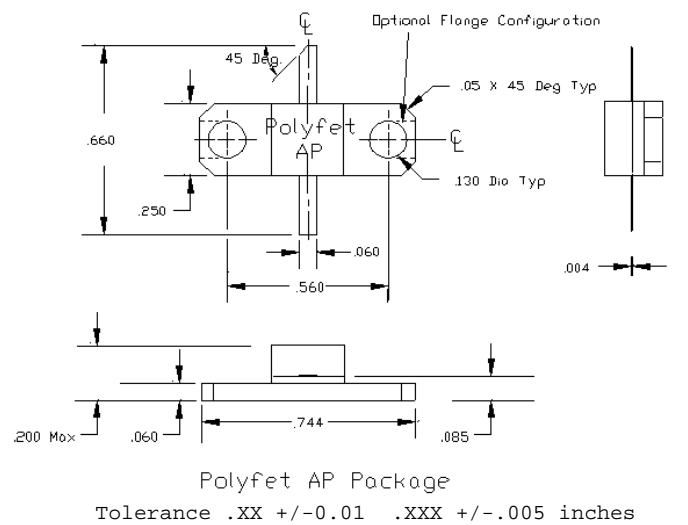 ℄
Optional Flange Configuration
45 Deg.
.05 X 45 Deg Typ
.660
Polyfet
AP
℄
.130 Dia Typ
.250
.060
.004
.560
.200 Max
.060
.744
.085
Polyfet AP Package
Tolerance .XX +/-0.01 .XXX +/-.005 inches